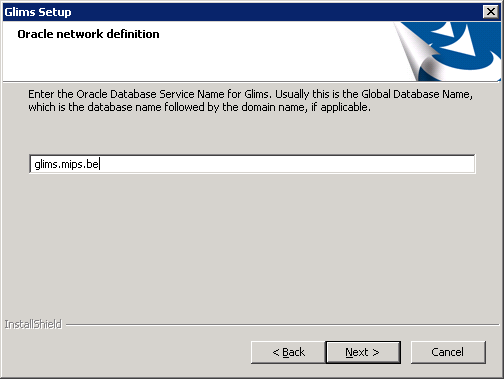 Glims Setup
Oracle network definition
Enter the Oracle Database Service Name for Glims. Usually this is the Global Database Name,
which is the database name followed by the domain name, if applicable.
glims.mips.be
InstallShield
< Back
Next >
Cancel